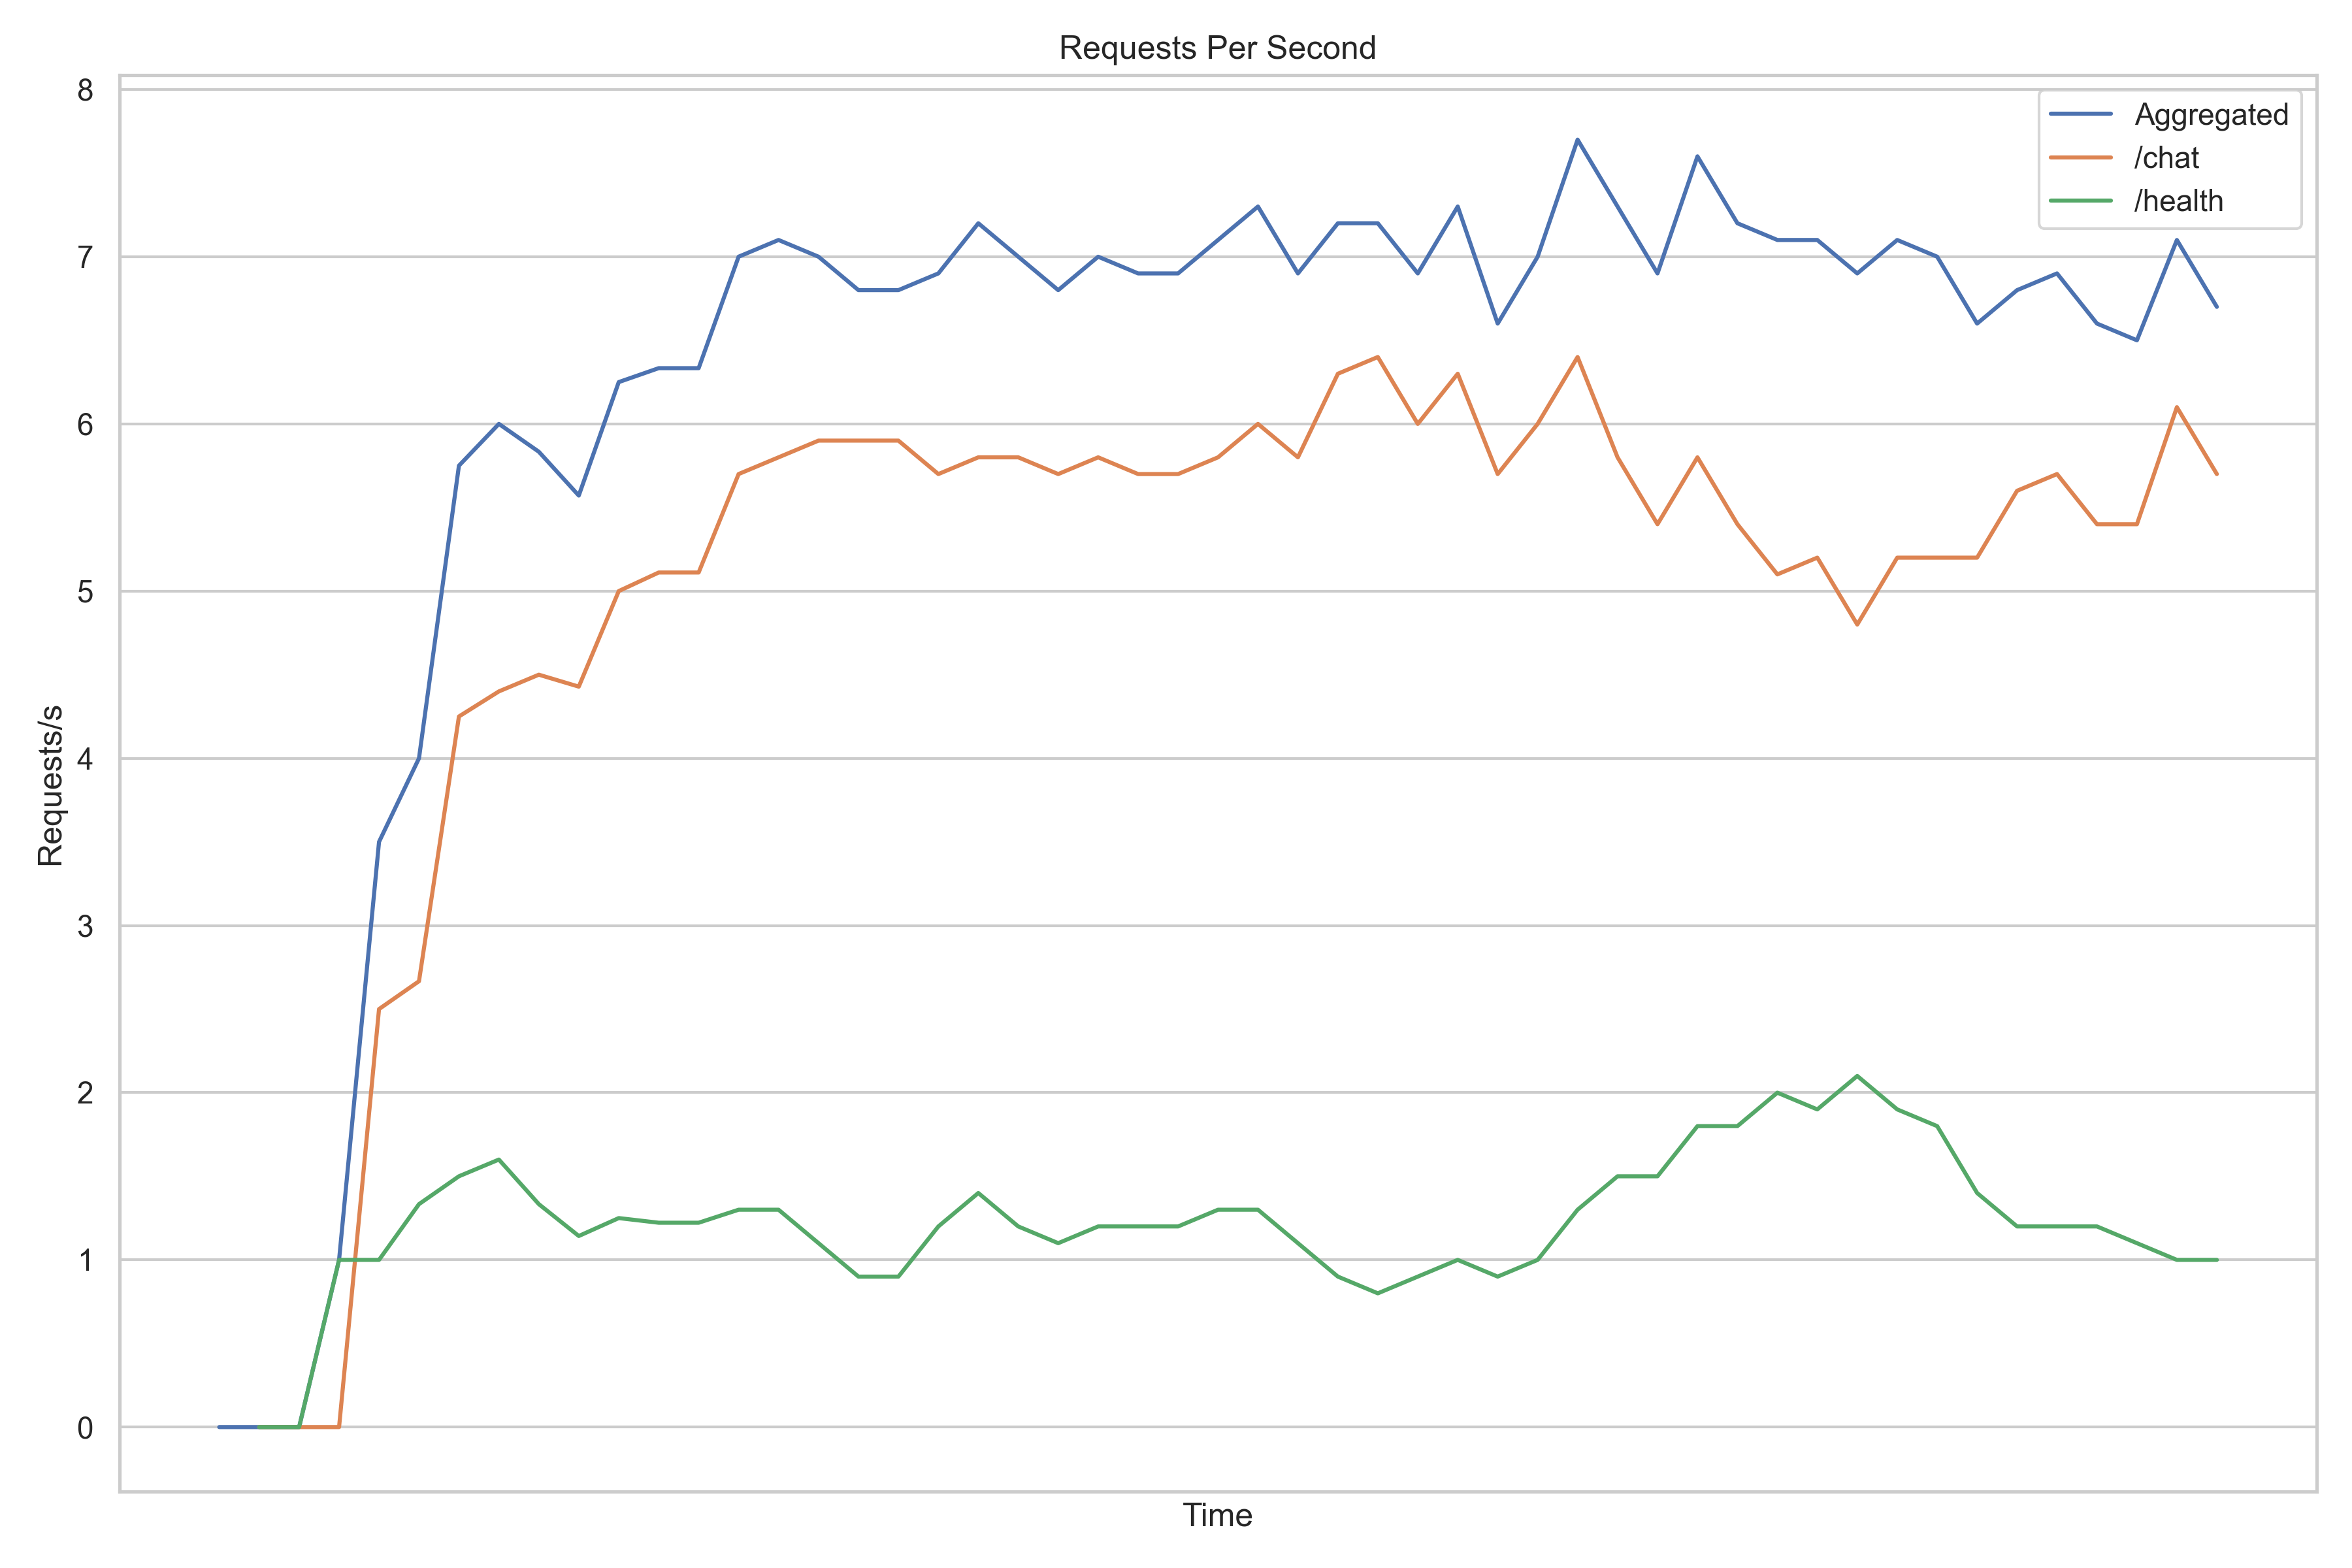 Requests Per Second
Aggregated
/chat
/health
8
7
6
5
4
3
2
1
0
Requests/s
Time